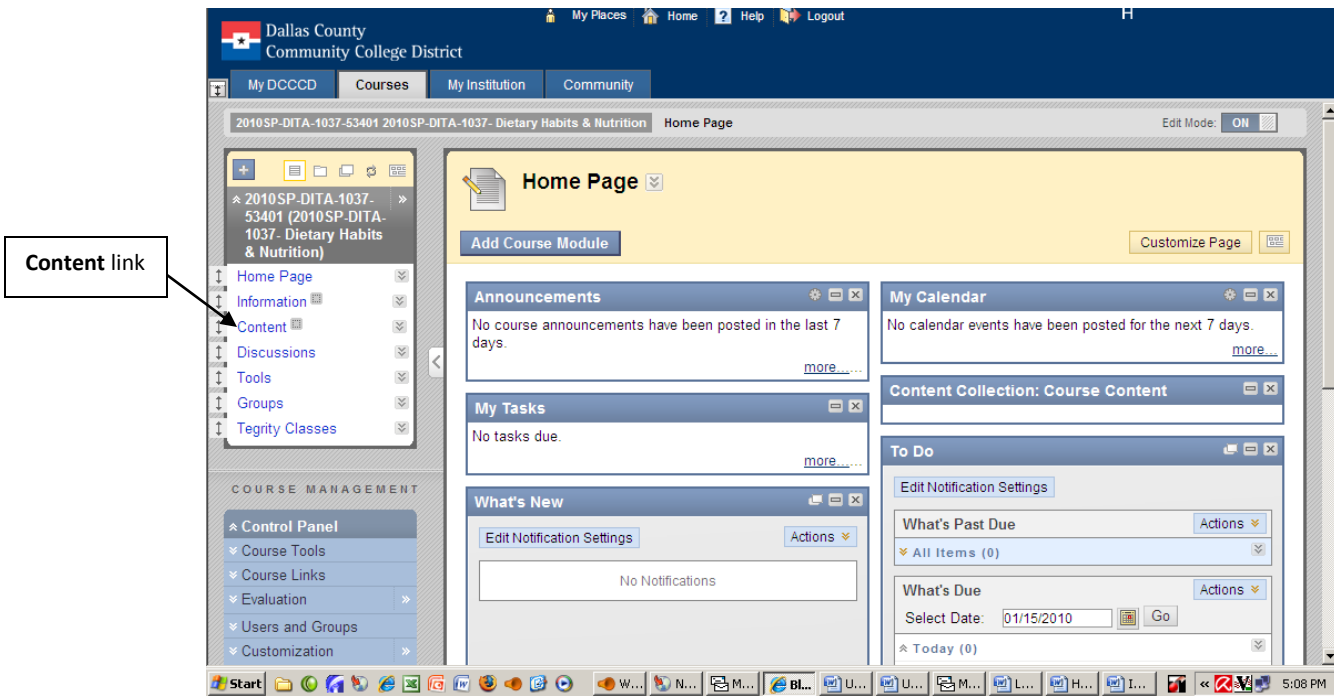 My Places Home ? Help Logout H
Dallas County
Community College District
My DCCCD Courses My Institution Community
2010SP-DITA-1037-53401 2010SP-DITA-1037- Dietary Habits & Nutrition Home Page Edit Mode: ON
Content link
+
2010SP-DITA-1037-
53401 (2010SP-DITA-
1037- Dietary Habits
& Nutrition)
Home Page
Information
Content
Discussions
Tools
Groups
Tegrity Classes
COURSE MANAGEMENT
Control Panel
Course Tools
Course Links
Evaluation
Users and Groups
Customization
Home Page
Add Course Module
Customize Page
Announcements
No course announcements have been posted in the last 7
days.
more......
My Tasks
No tasks due.
more......
What's New
Edit Notification Settings Actions
No Notifications
My Calendar
No calendar events have been posted for the next 7 days.
more...
Content Collection: Course Content
To Do
Edit Notification Settings
What's Past Due Actions
All Items (0)
What's Due Actions
Select Date: 01/15/2010 Go
Today (0)
Start W... N... M... Bl... U... U... M... L... H... I... « 5:08 PM